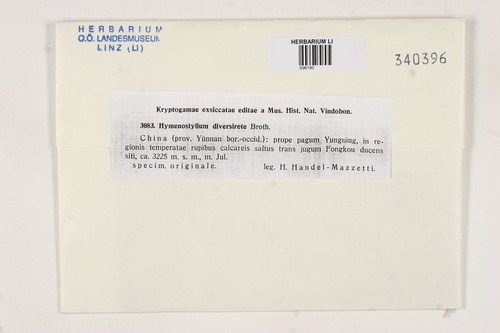 HERBARIUM
O.Ö. LANDESMUSEUM
LINZ (LI)
HERBARIUM LI
340396
Kryptogamae exsiccatae editae a Mus. Hist. Nat. Vindobon.
3083. Hymenostylium diversirete Broth.
China (prov. Yünnan bor.-occid.): prope pagum Yungning, in re-
gionis temperatae rupibus calcareis saltus trans jugum Fongkou ducens
siti, ca. 3225 m. s. m., m. Jul.
specim. originale. leg. H. Handel-Mazzetti.